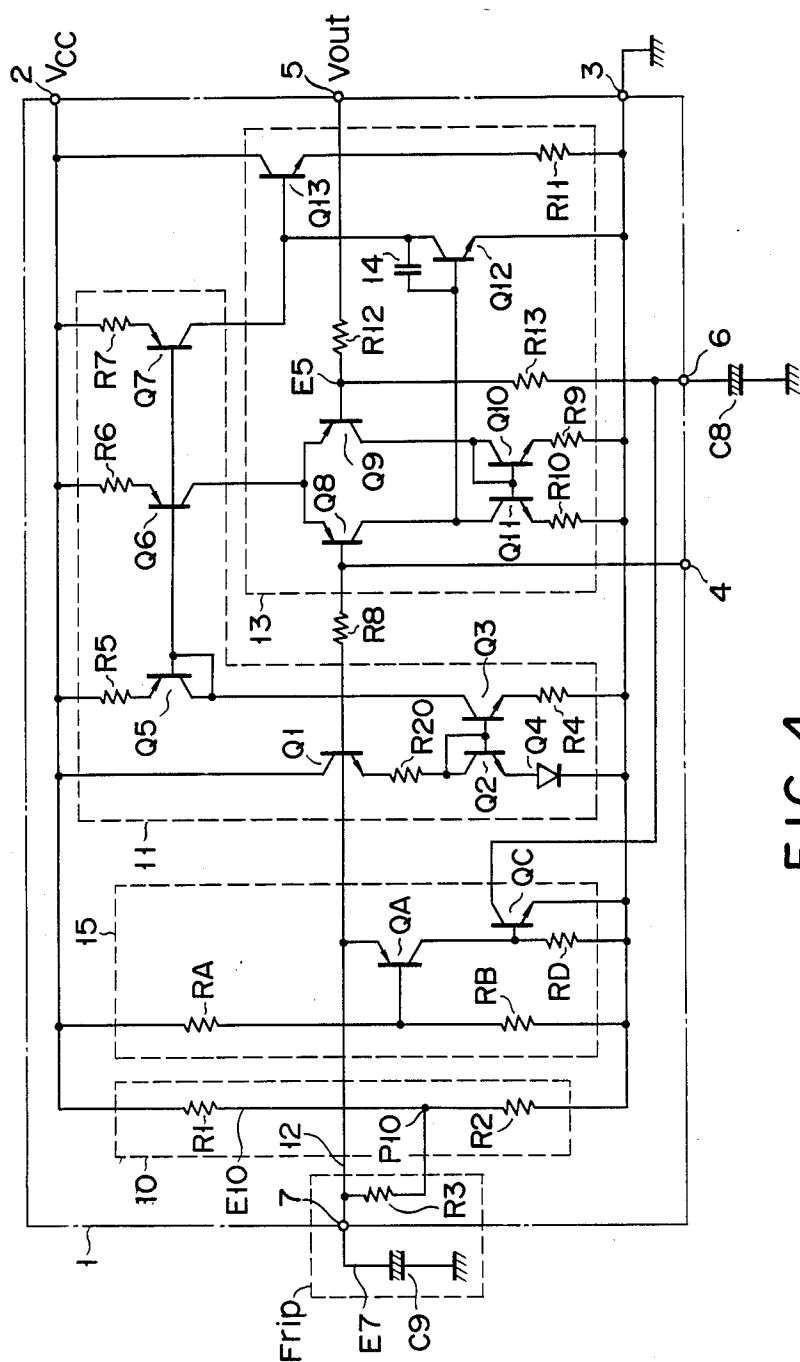 2 VCC
5 Vout
3
R7
Q7
R6
Q6
R5
Q5
Q13
R11
14
Q12
E5
R12
R13
6
C8
Q8
Q9
Q10
R9
Q11
R10
4
13
R8
Q1
R20
Q3
Q2
Q4
R4
11
15
RA
QA
QC
RB
RD
10
R1
E10
12
P10
R2
7
R3
1
Frip
E7
C9
FIG. 4